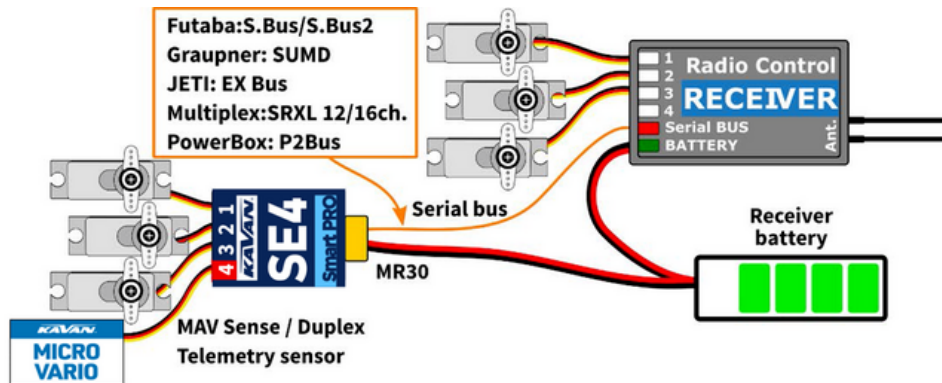 Futaba:S.Bus/S.Bus2
Graupner: SUMD
JETI: EX Bus
Multiplex:SRXL 12/16ch.
PowerBox: P2Bus
1
2
3
4
Radio Control
RECEIVER
Serial BUS
BATTERY
Ant.
Serial bus
4 3 2 1
KAVAN
SE4
Smart PRO
MR30
Receiver
battery
MAV Sense / Duplex
Telemetry sensor
KAVAN
MICRO
VARIO